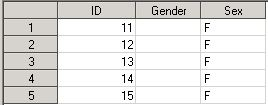 ID Gender Sex
1 11 F
2 12 F
3 13 F
4 14 F
5 15 F